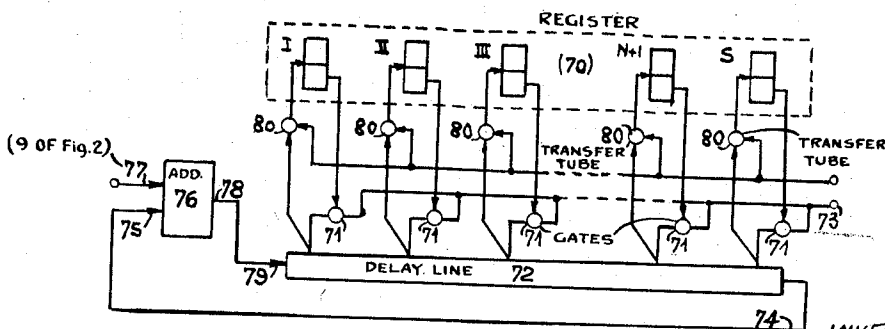 REGISTER
I II III (70) N+1 S
80 80 80 80 80
TRANSFER TUBE
TRANSFER TUBE
(9 OF Fig.2)
77 ADD. 76 78
75
71 71 71 GATES 71 71 73
79 DELAY LINE 72
74